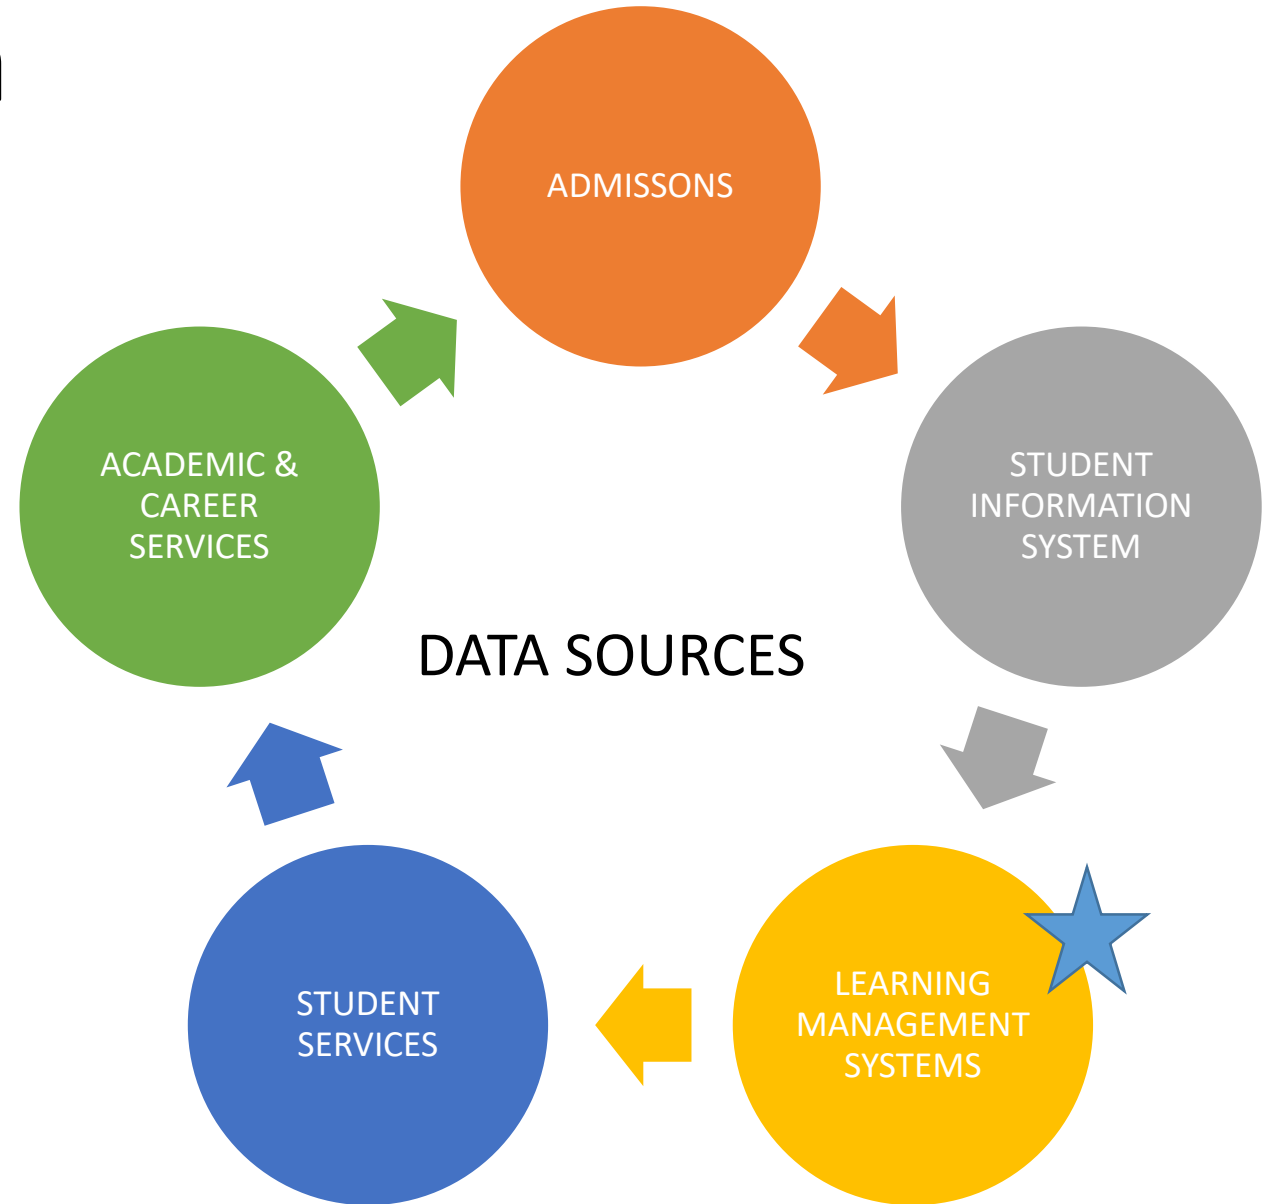 ADMISSONS
ACADEMIC &
CAREER
SERVICES
STUDENT
INFORMATION
SYSTEM
DATA SOURCES
STUDENT
SERVICES
LEARNING
MANAGEMENT
SYSTEMS